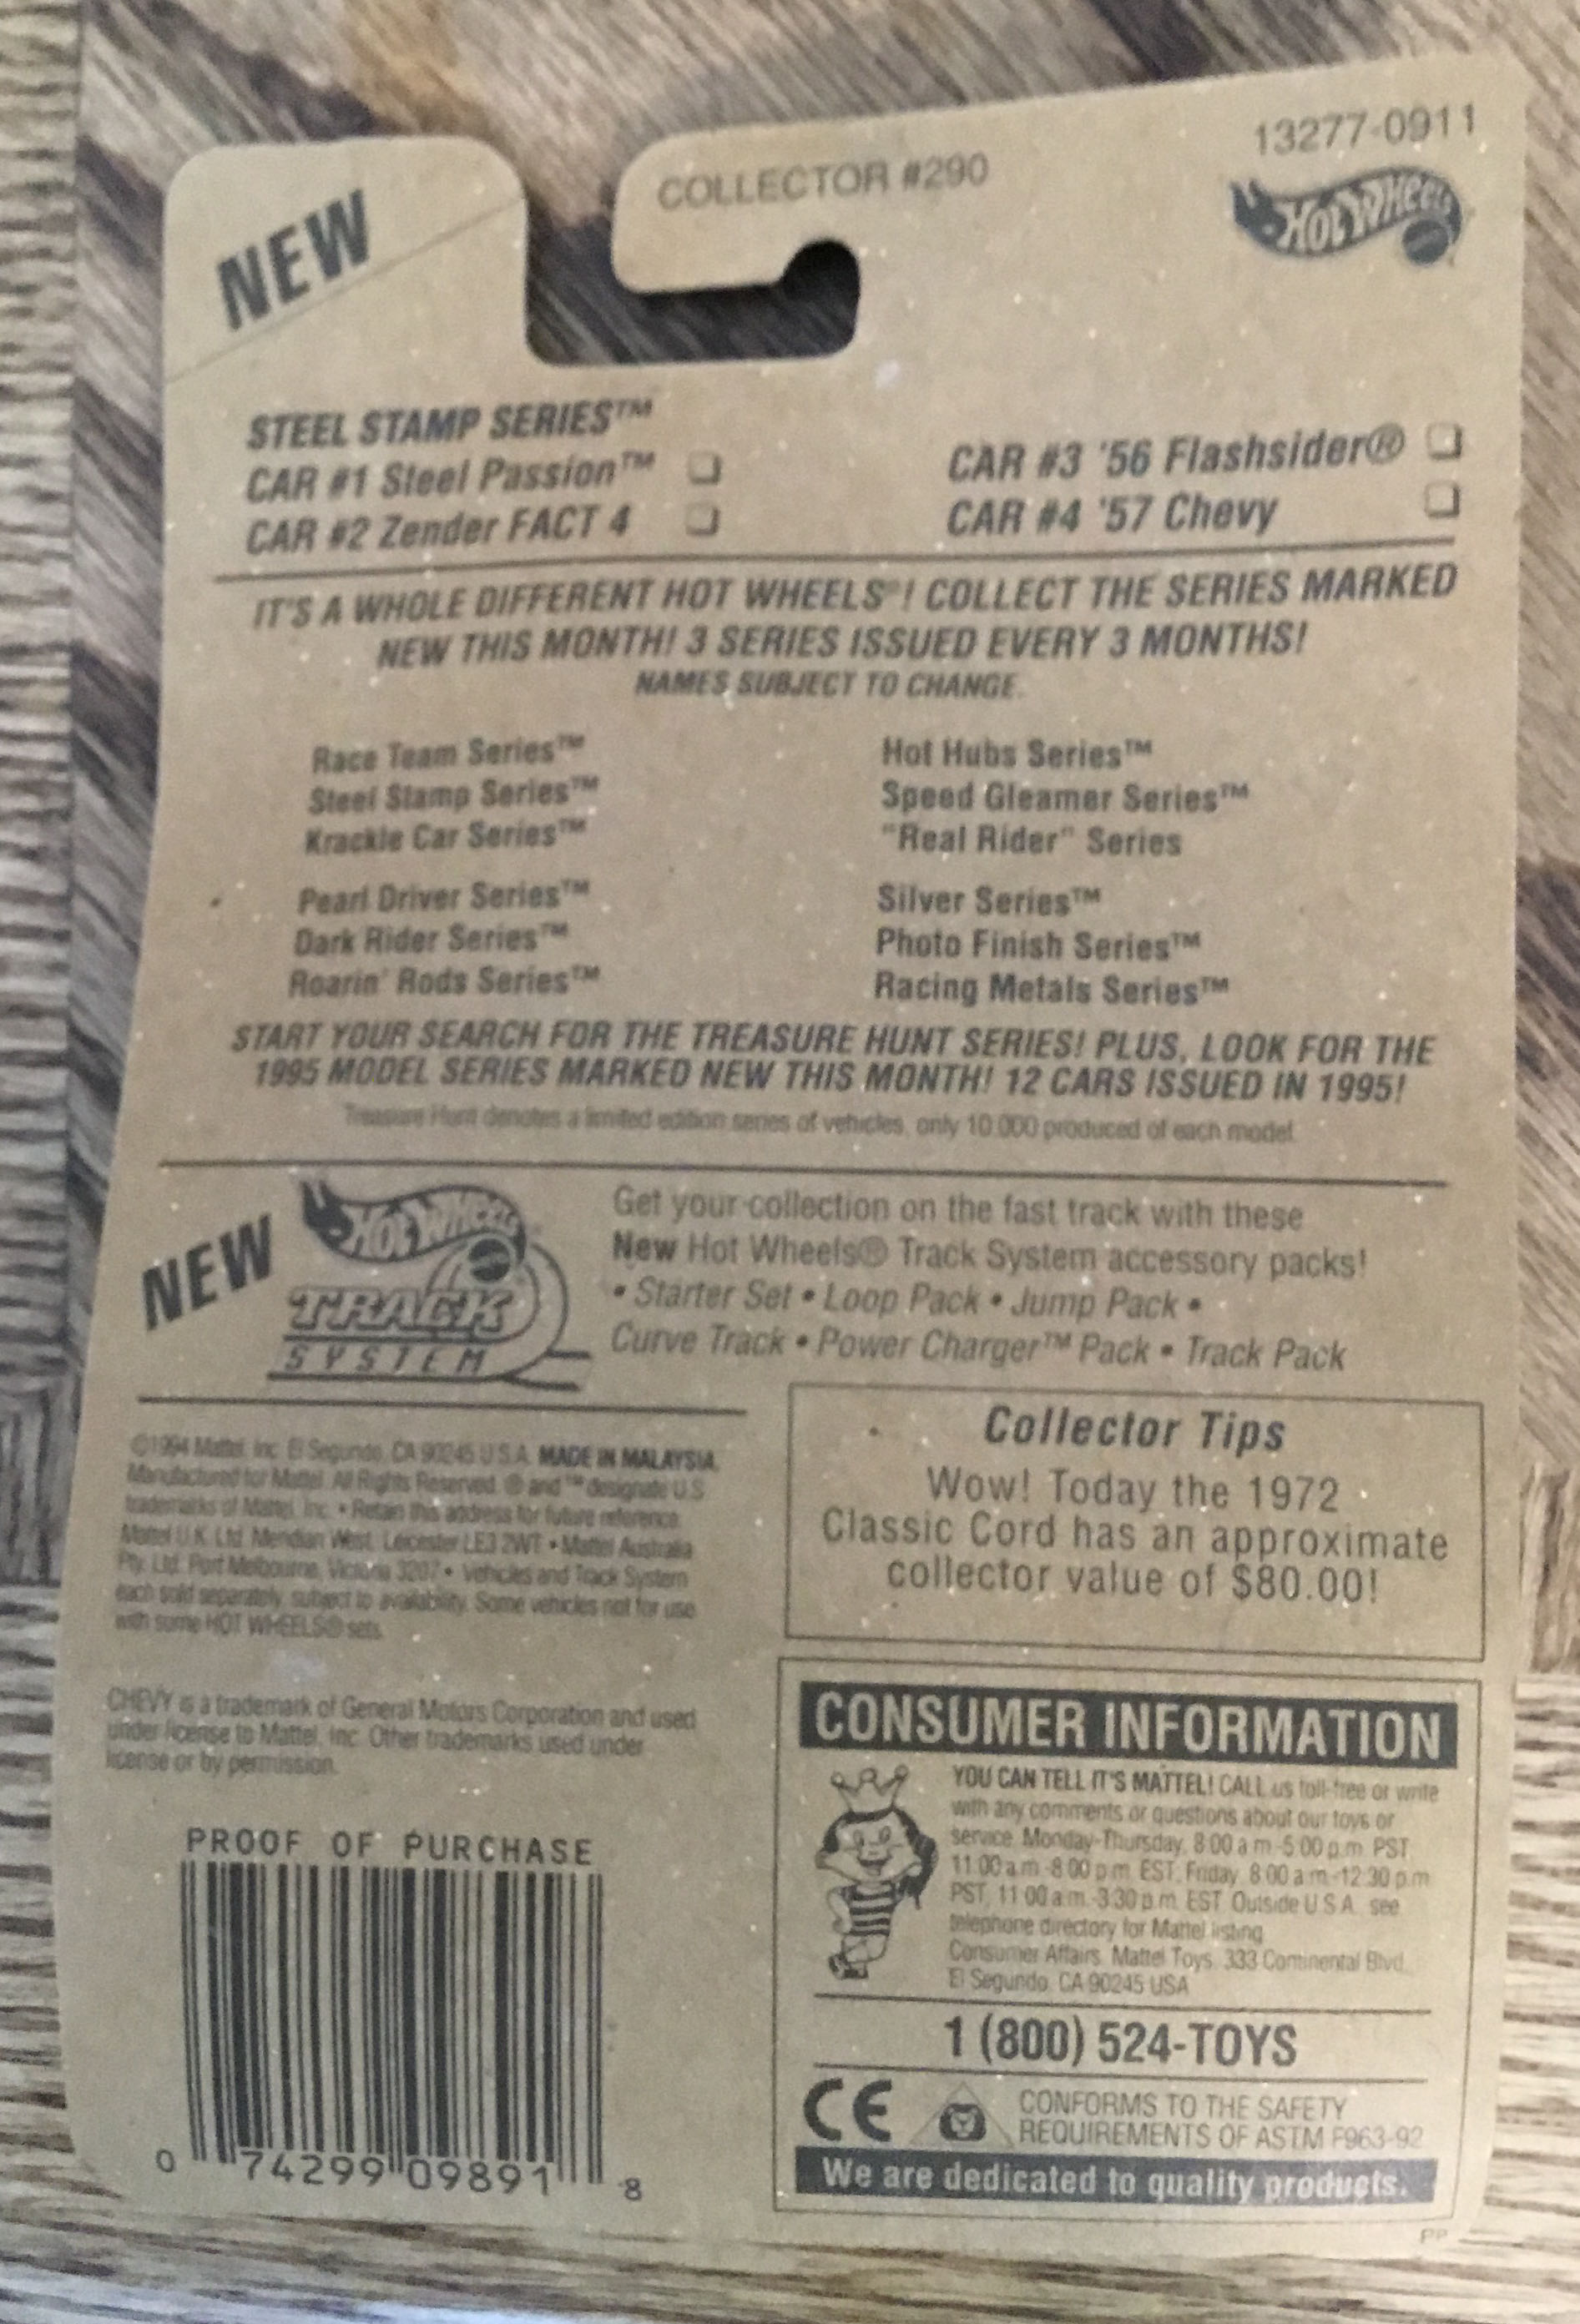 COLLECTOR #290
13277-0911
NEW
HOT WHEELS
STEEL STAMP SERIES™
CAR #1 Steel Passion™ ❑
CAR #2 Zender FACT 4 ❑
CAR #3 '56 Flashsider® ❑
CAR #4 '57 Chevy ❑
IT'S A WHOLE DIFFERENT HOT WHEELS®! COLLECT THE SERIES MARKED
NEW THIS MONTH! 3 SERIES ISSUED EVERY 3 MONTHS!
NAMES SUBJECT TO CHANGE.
Race Team Series™
Steel Stamp Series™
Krackle Car Series™
Pearl Driver Series™
Dark Rider Series™
Roarin' Rods Series™
Hot Hubs Series™
Speed Gleamer Series™
"Real Rider" Series
Silver Series™
Photo Finish Series™
Racing Metals Series™
START YOUR SEARCH FOR THE TREASURE HUNT SERIES! PLUS, LOOK FOR THE
1995 MODEL SERIES MARKED NEW THIS MONTH! 12 CARS ISSUED IN 1995!
Treasure Hunt denotes a limited edition series of vehicles, only 10,000 produced of each model.
NEW
HOT WHEELS
TRACK
SYSTEM
Get your collection on the fast track with these
New Hot Wheels® Track System accessory packs!
• Starter Set • Loop Pack • Jump Pack •
Curve Track • Power Charger™ Pack • Track Pack
©1994 Mattel, Inc. El Segundo, CA 90245 U.S.A. MADE IN MALAYSIA.
Manufactured for Mattel. All Rights Reserved. ® and ™ designate U.S.
trademarks of Mattel, Inc. • Retain this address for future reference:
Mattel U.K. Ltd. Meridian West, Leicester LE3 2WT. • Mattel Australia
Pty. Ltd. Port Melbourne, Victoria 3207. • Vehicles and Track System
each sold separately, subject to availability. Some vehicles not for use
with some HOT WHEELS® sets.
CHEVY is a trademark of General Motors Corporation and used
under license to Mattel, Inc. Other trademarks used under
license or by permission.
PROOF OF PURCHASE
0 74299 09891 8
Collector Tips
Wow! Today the 1972
Classic Cord has an approximate
collector value of $80.00!
CONSUMER INFORMATION
YOU CAN TELL IT'S MATTEL! CALL us toll-free or write
with any comments or questions about our toys or
service. Monday-Thursday, 8:00 a.m.-5:00 p.m. PST,
11:00 a.m.-8:00 p.m. EST; Friday, 8:00 a.m.-12:30 p.m.
PST, 11:00 a.m.-3:30 p.m. EST. Outside U.S.A., see
telephone directory for Mattel listing.
Consumer Affairs, Mattel Toys, 333 Continental Blvd.,
El Segundo, CA 90245 USA
1 (800) 524-TOYS
CE
CONFORMS TO THE SAFETY
REQUIREMENTS OF ASTM F963-92
We are dedicated to quality products.
PP